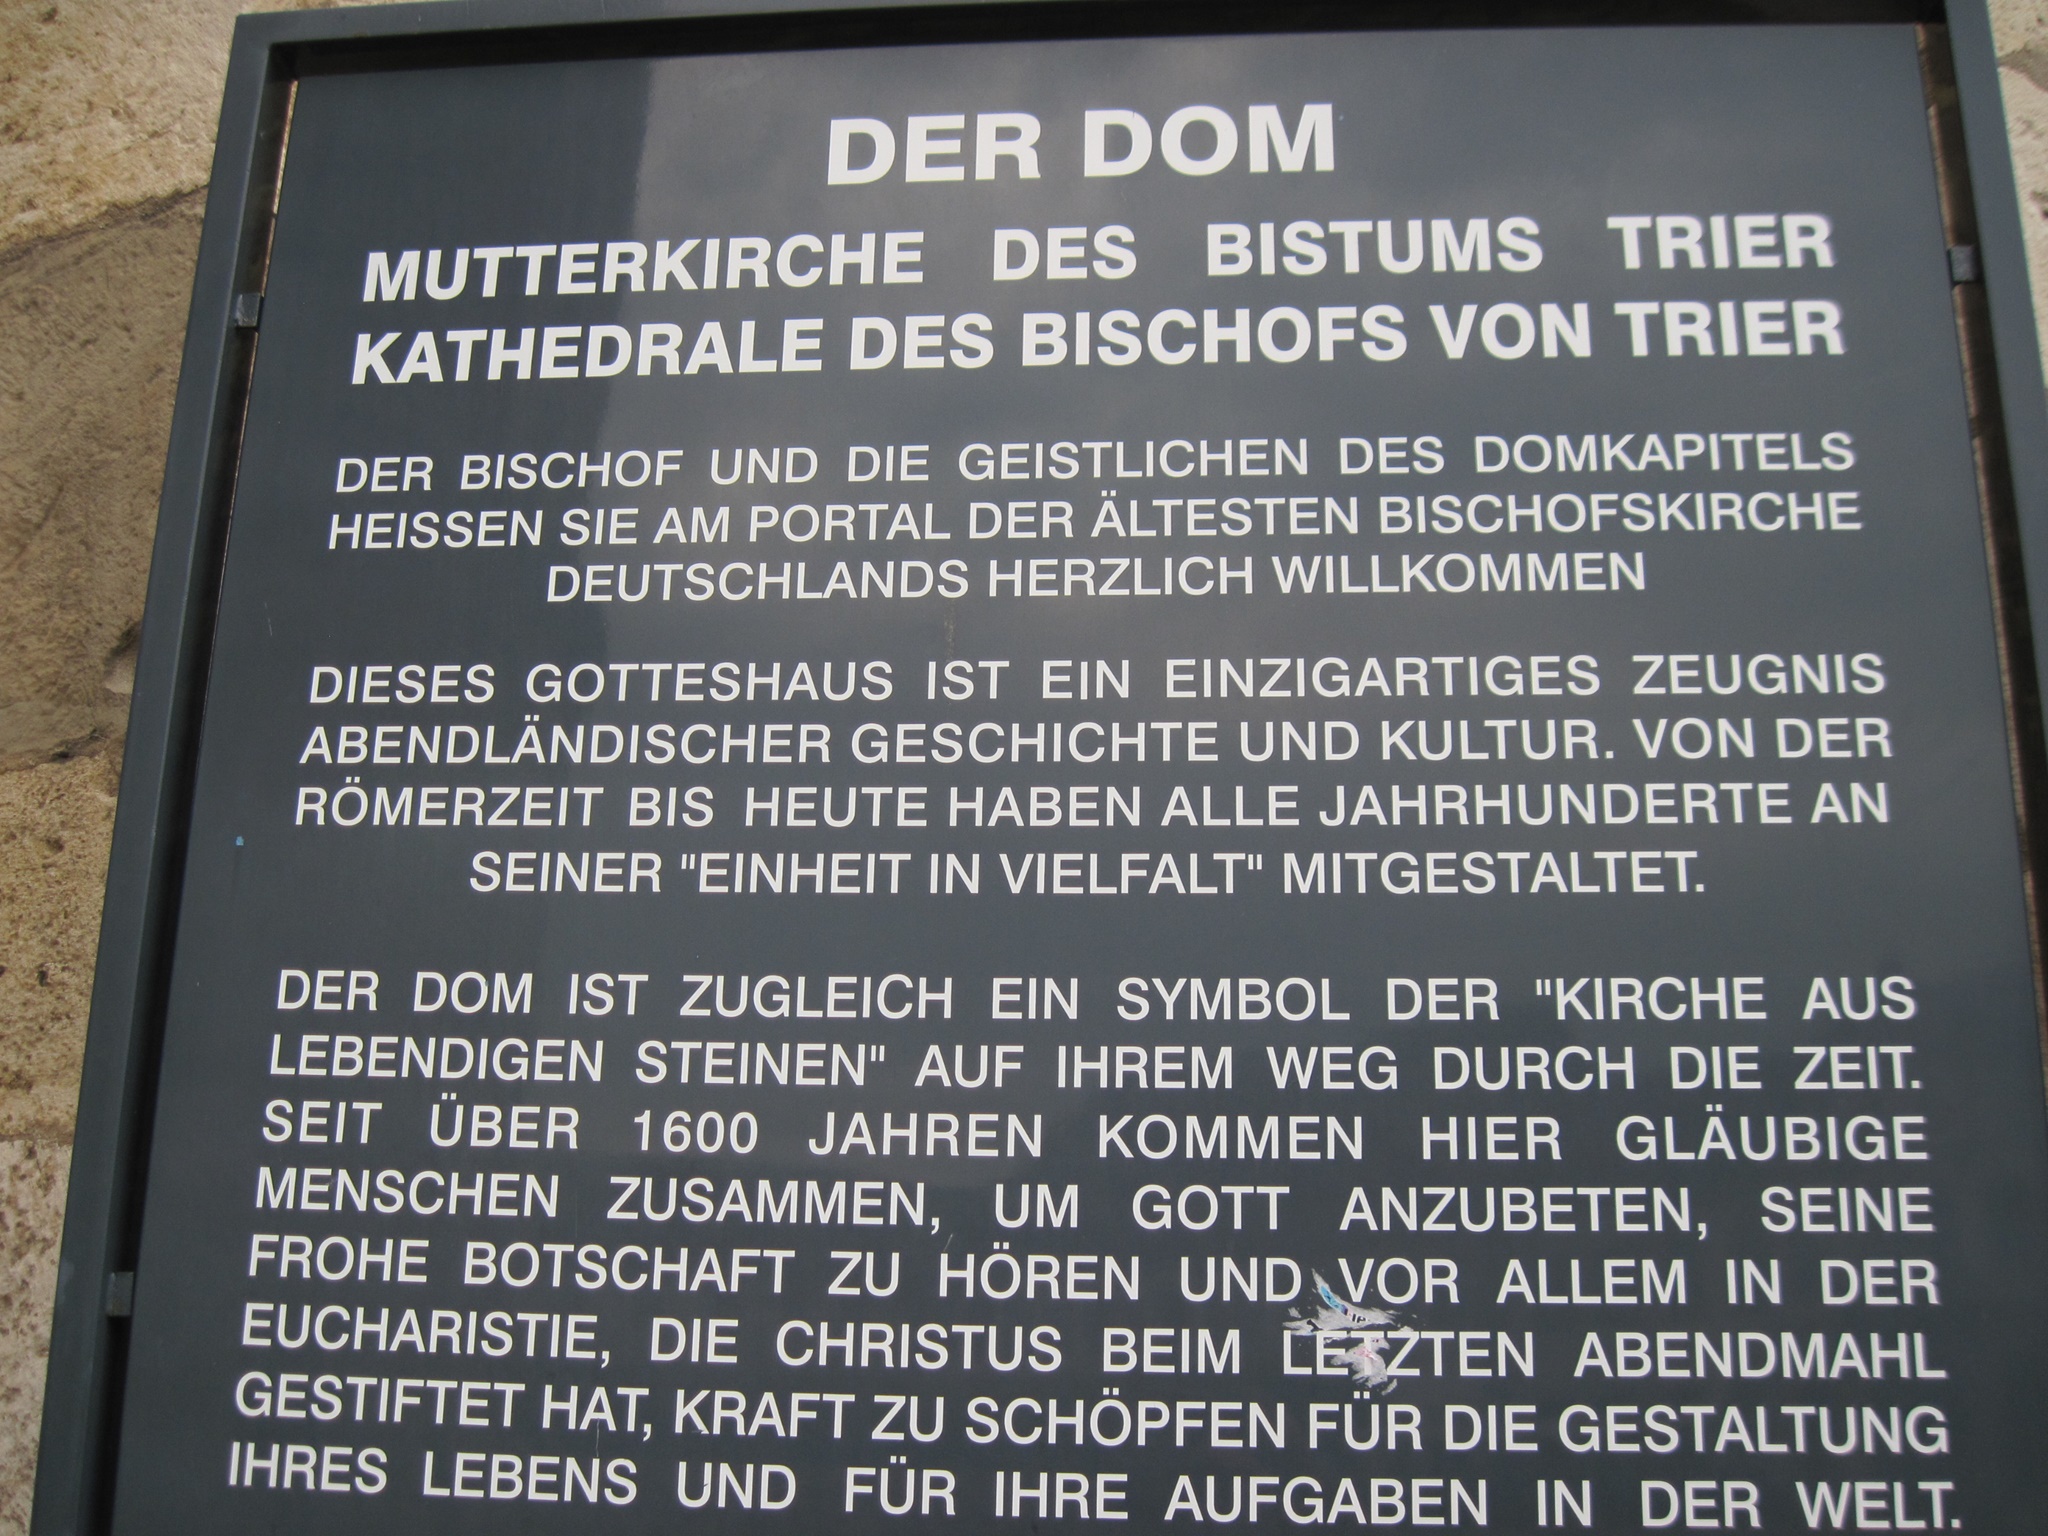 DER DOM
MUTTERKIRCHE DES BISTUMS TRIER
KATHEDRALE DES BISCHOFS VON TRIER
DER BISCHOF UND DIE GEISTLICHEN DES DOMKAPITELS
HEISSEN SIE AM PORTAL DER ÄLTESTEN BISCHOFSKIRCHE
DEUTSCHLANDS HERZLICH WILLKOMMEN
DIESES GOTTESHAUS IST EIN EINZIGARTIGES ZEUGNIS
ABENDLÄNDISCHER GESCHICHTE UND KULTUR. VON DER
RÖMERZEIT BIS HEUTE HABEN ALLE JAHRHUNDERTE AN
SEINER "EINHEIT IN VIELFALT" MITGESTALTET.
DER DOM IST ZUGLEICH EIN SYMBOL DER "KIRCHE AUS
LEBENDIGEN STEINEN" AUF IHREM WEG DURCH DIE ZEIT.
SEIT ÜBER 1600 JAHREN KOMMEN HIER GLÄUBIGE
MENSCHEN ZUSAMMEN, UM GOTT ANZUBETEN, SEINE
FROHE BOTSCHAFT ZU HÖREN UND VOR ALLEM IN DER
EUCHARISTIE, DIE CHRISTUS BEIM LETZTEN ABENDMAHL
GESTIFTET HAT, KRAFT ZU SCHÖPFEN FÜR DIE GESTALTUNG
IHRES LEBENS UND FÜR IHRE AUFGABEN IN DER WELT.